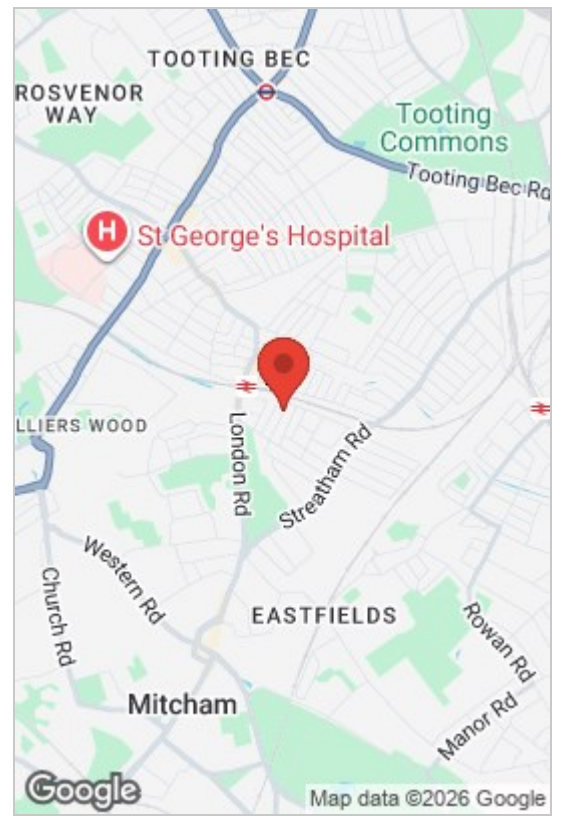 TOOTING BEC
ROSVENOR
WAY
Tooting
Commons
Tooting Bec Rd
H
St George's Hospital
LLIERS WOOD
London Rd
Streatham Rd
Western Rd
Church Rd
EASTFIELDS
Rowan Rd
Mitcham
Manor Rd
Google
Map data ©2026 Google